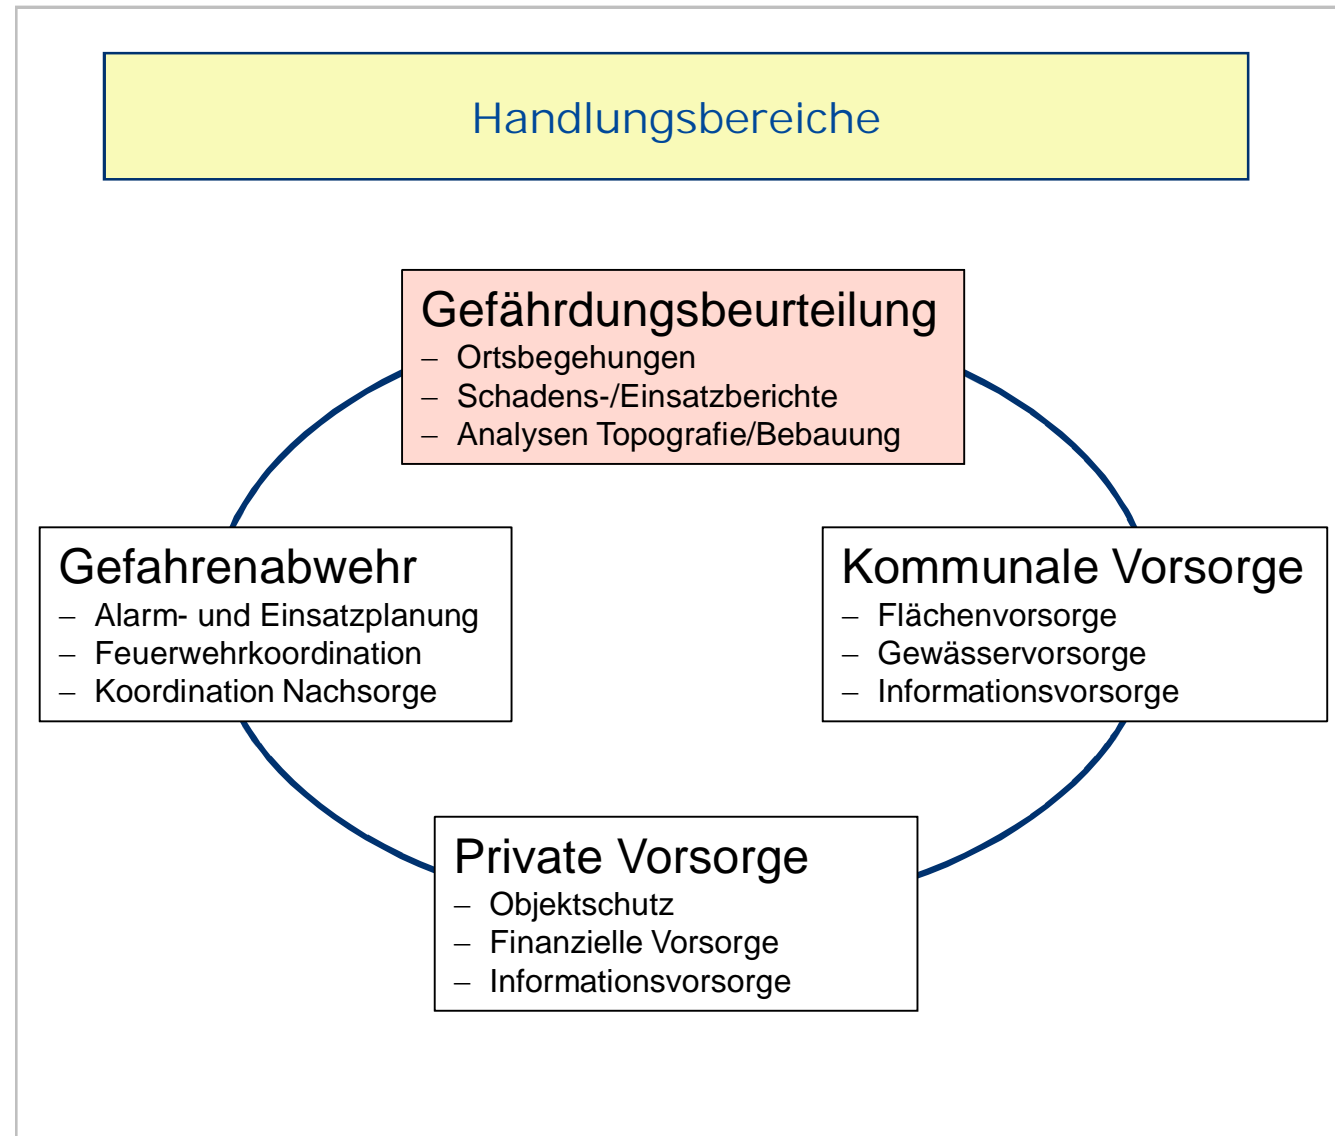 Handlungsbereiche
Gefährdungsbeurteilung
– Ortsbegehungen
– Schadens-/Einsatzberichte
– Analysen Topografie/Bebauung
Gefahrenabwehr
– Alarm- und Einsatzplanung
– Feuerwehrkoordination
– Koordination Nachsorge
Kommunale Vorsorge
– Flächenvorsorge
– Gewässervorsorge
– Informationsvorsorge
Private Vorsorge
– Objektschutz
– Finanzielle Vorsorge
– Informationsvorsorge